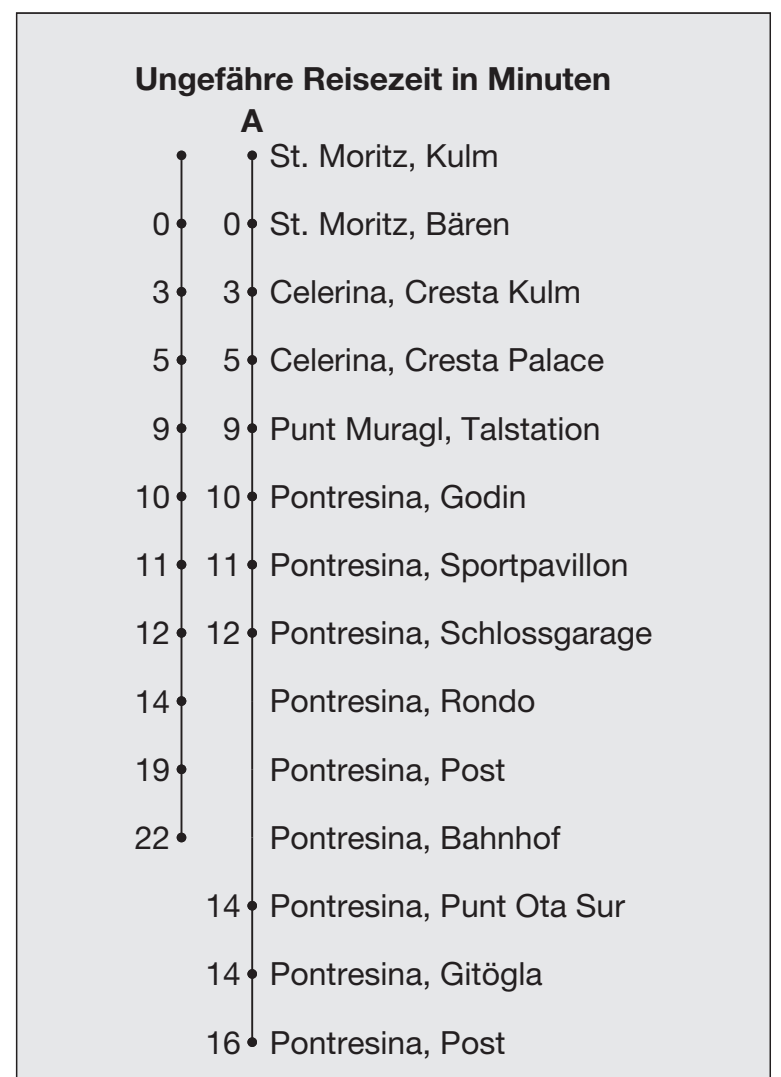 Ungefähre Reisezeit in Minuten
A
St. Moritz, Kulm
0 0 St. Moritz, Bären
3 3 Celerina, Cresta Kulm
5 5 Celerina, Cresta Palace
9 9 Punt Muragl, Talstation
10 10 Pontresina, Godin
11 11 Pontresina, Sportpavillon
12 12 Pontresina, Schlossgarage
14 Pontresina, Rondo
19 Pontresina, Post
22 Pontresina, Bahnhof
14 Pontresina, Punt Ota Sur
14 Pontresina, Gitögla
16 Pontresina, Post